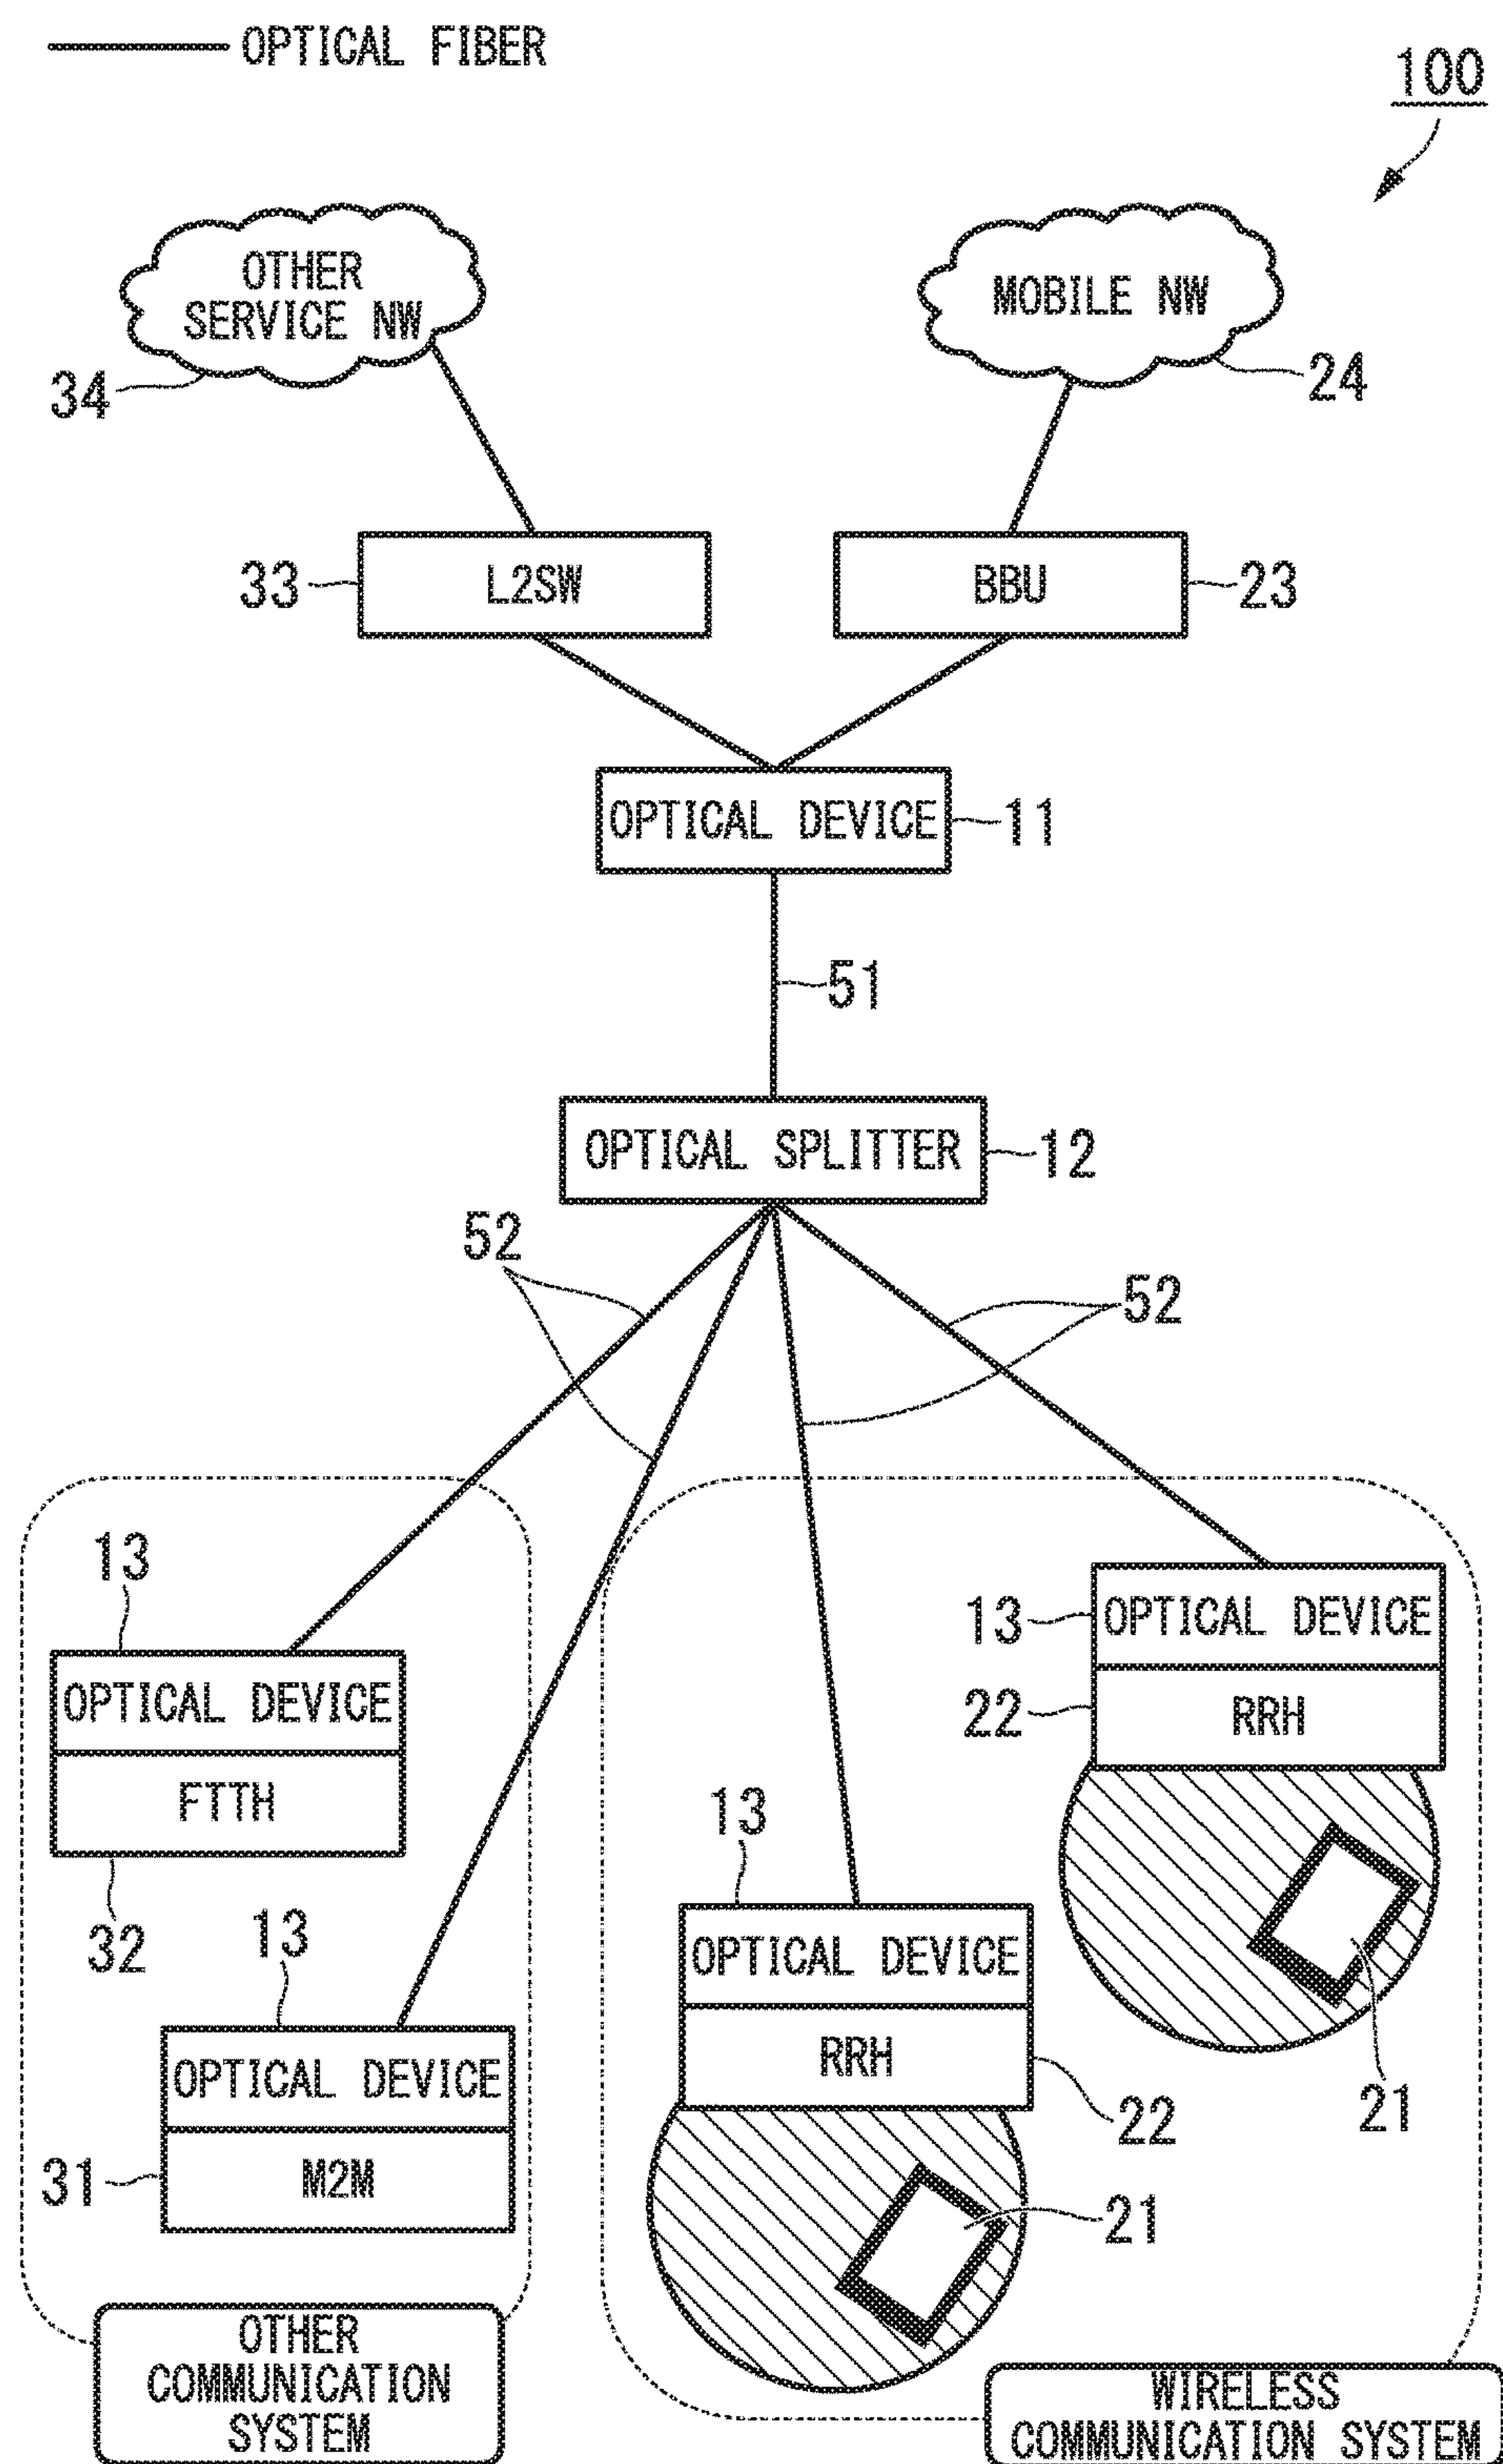 OPTICAL FIBER
100
OTHER
SERVICE NW
MOBILE NW
34
24
33
L2SW
BBU
23
OPTICAL DEVICE
11
51
OPTICAL SPLITTER
12
52
52
13
OPTICAL DEVICE
FTTH
32
13
OPTICAL DEVICE
22
RRH
13
OPTICAL DEVICE
RRH
22
21
13
OPTICAL DEVICE
31
M2M
21
OTHER
COMMUNICATION
SYSTEM
WIRELESS
COMMUNICATION SYSTEM